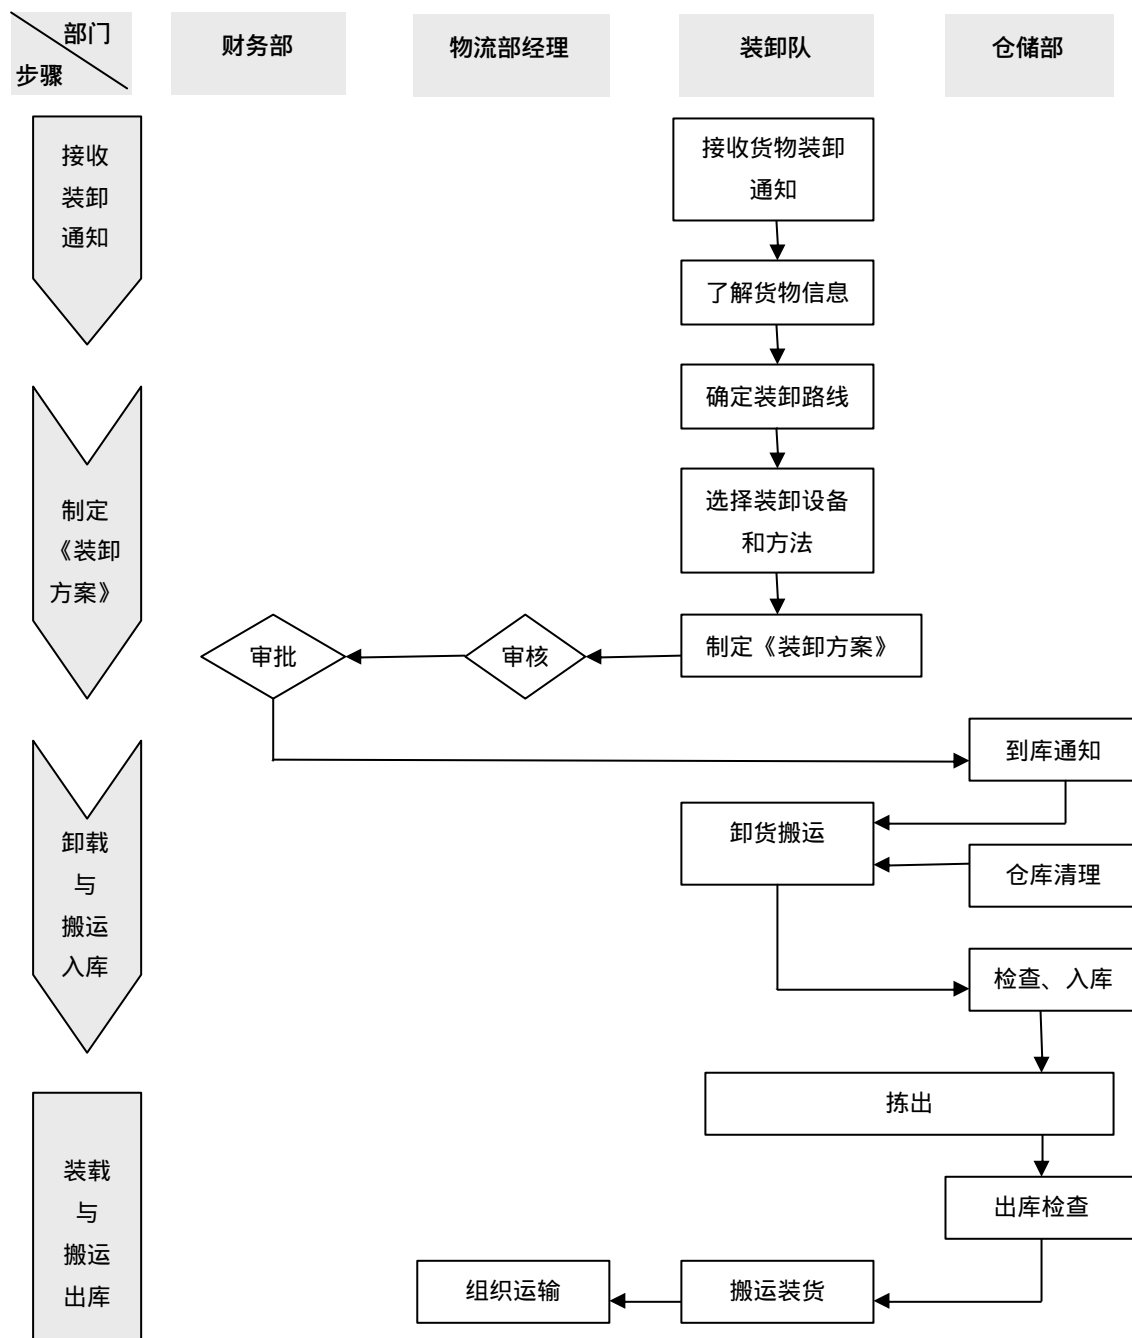 部门
步骤
财务部
物流部经理
装卸队
仓储部
接收
装卸
通知
接收货物装卸
通知
了解货物信息
确定装卸路线
制定
《装卸
方案》
选择装卸设备
和方法
审批
审核
制定《装卸方案》
到库通知
卸载
与
搬运
入库
卸货搬运
仓库清理
检查、入库
拣出
装载
与
搬运
出库
出库检查
组织运输
搬运装货